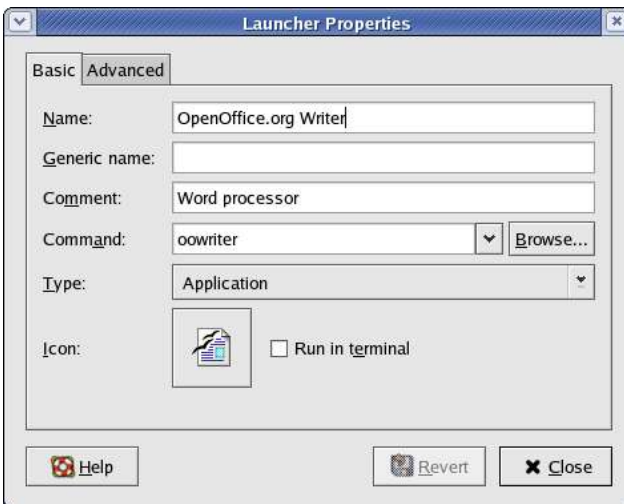 Launcher Properties
Basic Advanced
Name: OpenOffice.org Writer
Generic name:
Comment: Word processor
Command: oowriter Browse...
Type: Application
Icon: Run in terminal
Help Revert Close